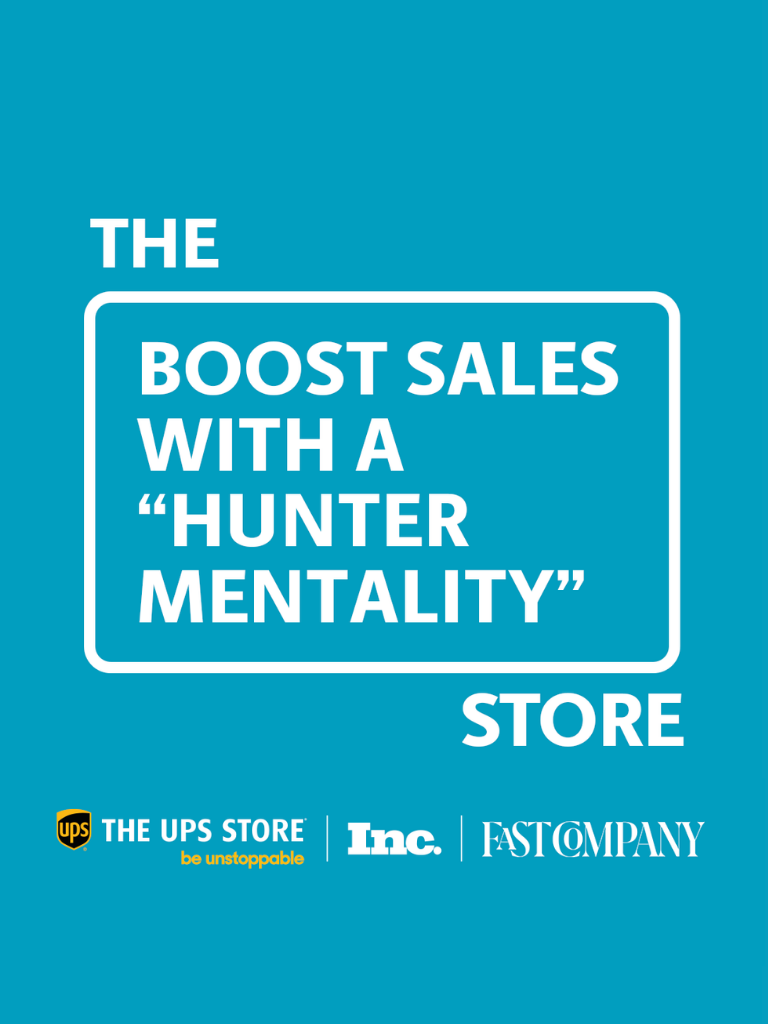 THE
BOOST SALES
WITH A
“HUNTER
MENTALITY”
STORE
ups THE UPS STORE Inc. FAST COMPANY
be unstoppable